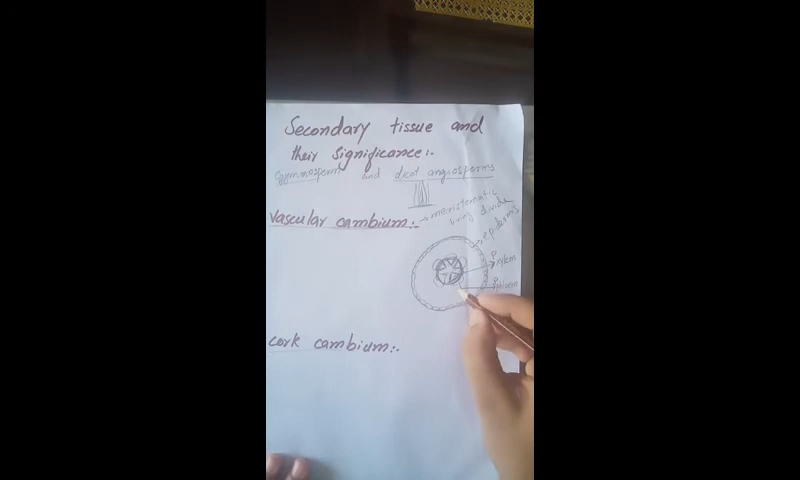 Secondary tissue and
their significance:-
Gymnosperm and dicot angiosperms
Vascular cambium:- → meristematic
living divide
epidermis
P xylem
P phloem
cork cambium:-